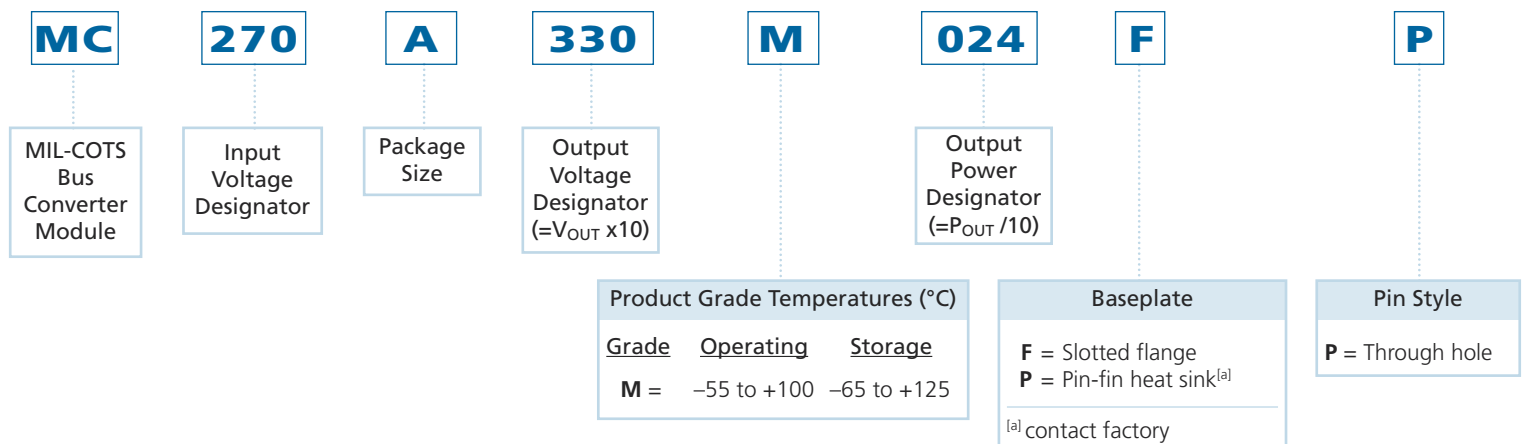 MC 270 A 330 M 024 F P
MIL-COTS
Bus
Converter
Module
Input
Voltage
Designator
Package
Size
Output
Voltage
Designator
(=VOUT x10)
Output
Power
Designator
(=POUT /10)
Product Grade Temperatures (°C)
Grade Operating Storage
M = –55 to +100 –65 to +125
Baseplate
F = Slotted flange
P = Pin-fin heat sink[a]
[a] contact factory
Pin Style
P = Through hole